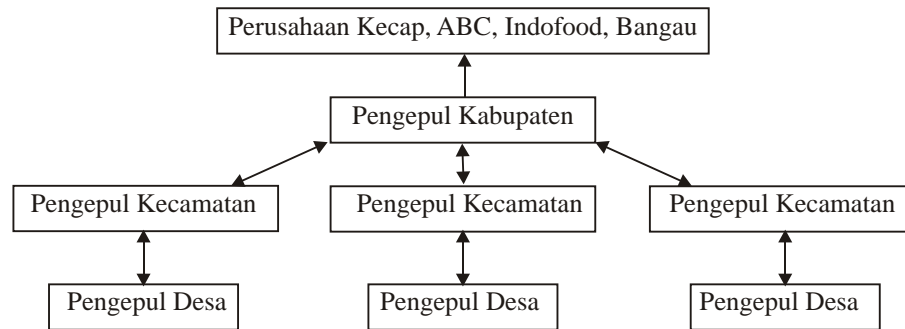 Perusahaan Kecap, ABC, Indofood, Bangau
Pengepul Kabupaten
Pengepul Kecamatan
Pengepul Kecamatan
Pengepul Kecamatan
Pengepul Desa
Pengepul Desa
Pengepul Desa